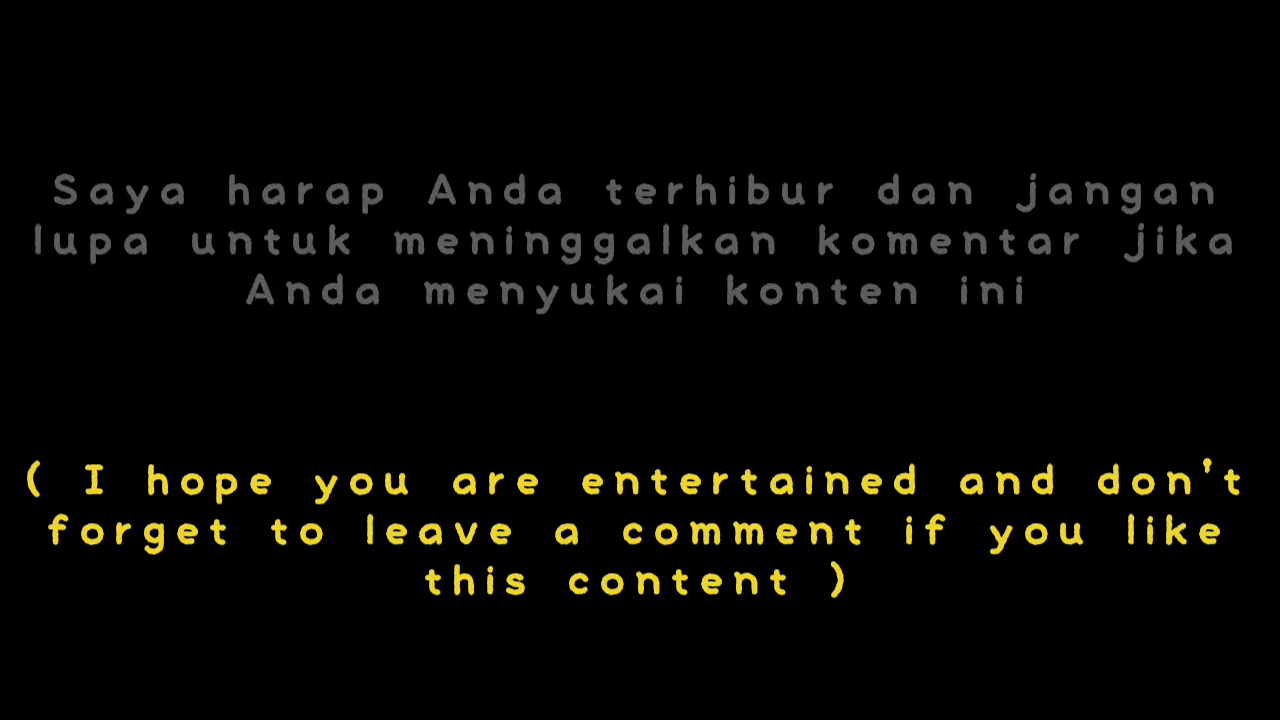 Saya harap Anda terhibur dan jangan
lupa untuk meninggalkan komentar jika
Anda menyukai konten ini
( I hope you are entertained and don't
forget to leave a comment if you like
this content )